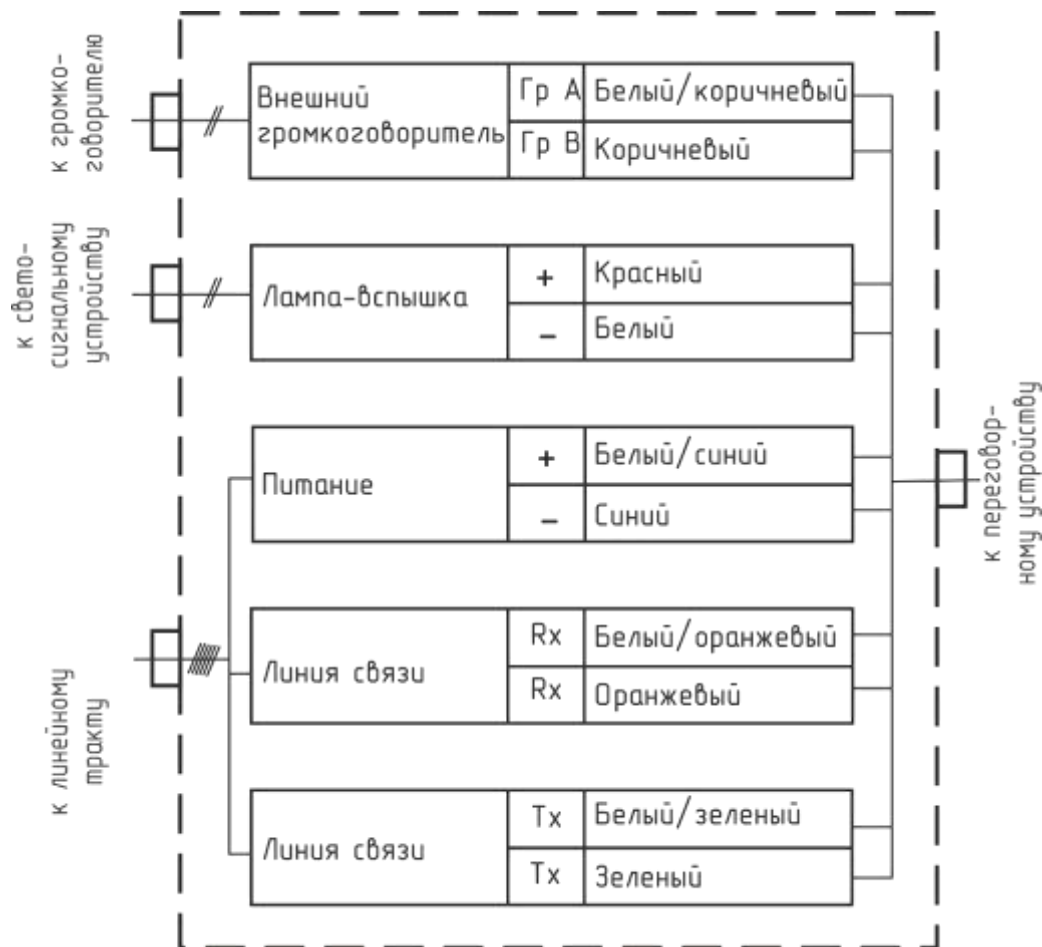 к громко-
говорителю
Внешний
громкоговоритель
Гр А
Белый/коричневый
Гр В
Коричневый
к свето-
сигнальному
устройству
Лампа-вспышка
+
Красный
-
Белый
Питание
+
Белый/синий
-
Синий
к переговор-
ному устройству
к линейному
тракту
Линия связи
Rx
Белый/оранжевый
Rx
Оранжевый
Линия связи
Tx
Белый/зеленый
Tx
Зеленый